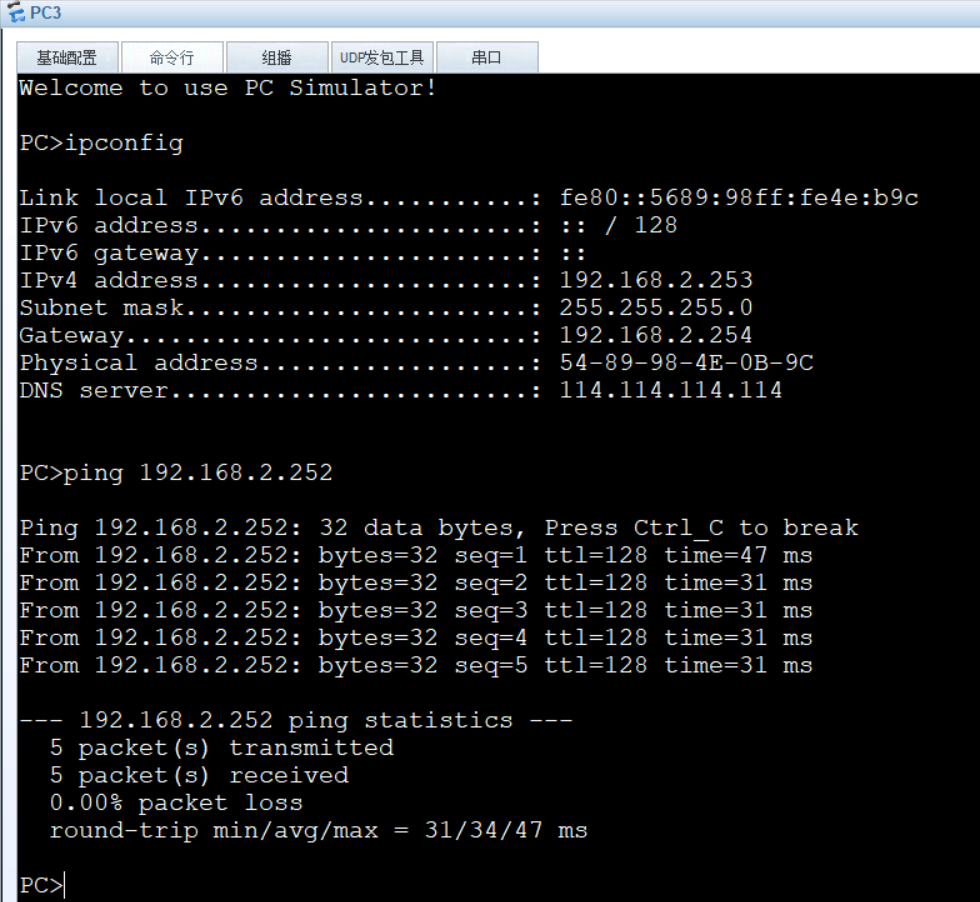 PC3
基础配置 命令行 组播 UDP发包工具 串口
Welcome to use PC Simulator!
PC>ipconfig
Link local IPv6 address...........: fe80::5689:98ff:fe4e:b9c
IPv6 address......................: :: / 128
IPv6 gateway......................: ::
IPv4 address......................: 192.168.2.253
Subnet mask.......................: 255.255.255.0
Gateway...........................: 192.168.2.254
Physical address..................: 54-89-98-4E-0B-9C
DNS server........................: 114.114.114.114
PC>ping 192.168.2.252
Ping 192.168.2.252: 32 data bytes, Press Ctrl_C to break
From 192.168.2.252: bytes=32 seq=1 ttl=128 time=47 ms
From 192.168.2.252: bytes=32 seq=2 ttl=128 time=31 ms
From 192.168.2.252: bytes=32 seq=3 ttl=128 time=31 ms
From 192.168.2.252: bytes=32 seq=4 ttl=128 time=31 ms
From 192.168.2.252: bytes=32 seq=5 ttl=128 time=31 ms
--- 192.168.2.252 ping statistics ---
5 packet(s) transmitted
5 packet(s) received
0.00% packet loss
round-trip min/avg/max = 31/34/47 ms
PC>